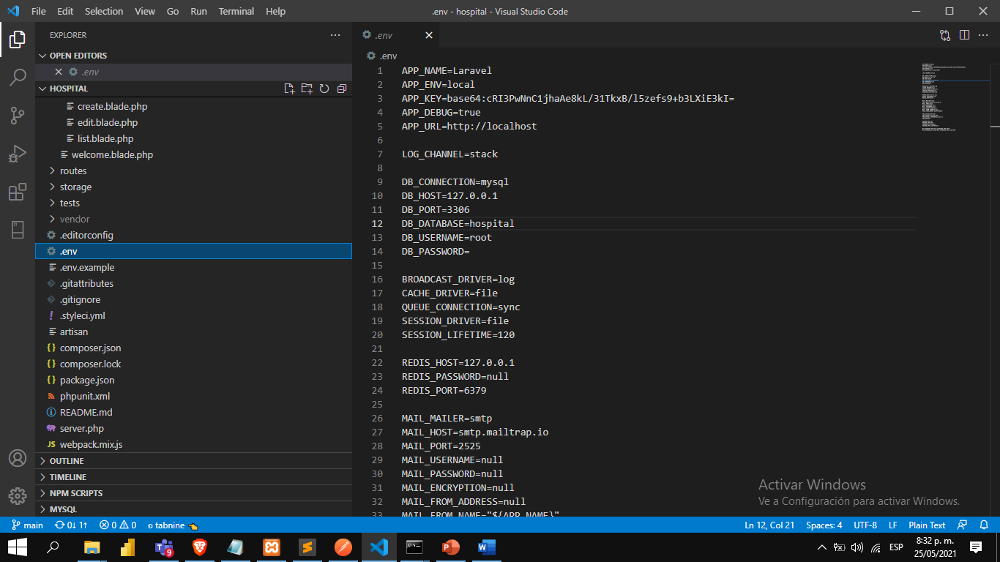 File Edit Selection View Go Run Terminal Help .env - hospital - Visual Studio Code
EXPLORER
OPEN EDITORS
.env
HOSPITAL
create.blade.php
edit.blade.php
list.blade.php
welcome.blade.php
routes
storage
tests
vendor
.editorconfig
.env
.env.example
.gitattributes
.gitignore
.styleci.yml
artisan
composer.json
composer.lock
package.json
phpunit.xml
README.md
server.php
JS webpack.mix.js
OUTLINE
TIMELINE
NPM SCRIPTS
MYSQL
.env
.env
1 APP_NAME=Laravel
2 APP_ENV=local
3 APP_KEY=base64:cRI3PwNnC1jhaAe8kL/31TkxB/l5zefs9+b3LXiE3kI=
4 APP_DEBUG=true
5 APP_URL=http://localhost
6
7 LOG_CHANNEL=stack
8
9 DB_CONNECTION=mysql
10 DB_HOST=127.0.0.1
11 DB_PORT=3306
12 DB_DATABASE=hospital
13 DB_USERNAME=root
14 DB_PASSWORD=
15
16 BROADCAST_DRIVER=log
17 CACHE_DRIVER=file
18 QUEUE_CONNECTION=sync
19 SESSION_DRIVER=file
20 SESSION_LIFETIME=120
21
22 REDIS_HOST=127.0.0.1
23 REDIS_PASSWORD=null
24 REDIS_PORT=6379
25
26 MAIL_MAILER=smtp
27 MAIL_HOST=smtp.mailtrap.io
28 MAIL_PORT=2525
29 MAIL_USERNAME=null
30 MAIL_PASSWORD=null
31 MAIL_ENCRYPTION=null
32 MAIL_FROM_ADDRESS=null
33 MAIL_FROM_NAME="${APP_NAME}"
Activar Windows
Ve a Configuración para activar Windows.
main 0↓ 1↑ 0 0 tabnine Ln 12, Col 21 Spaces: 4 UTF-8 LF Plain Text
9 ESP 8:32 p. m.
25/05/2021